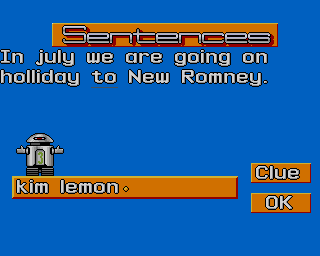 Sentences
In july we are going on
holliday to New Romney.
kim lemon.
Clue
OK